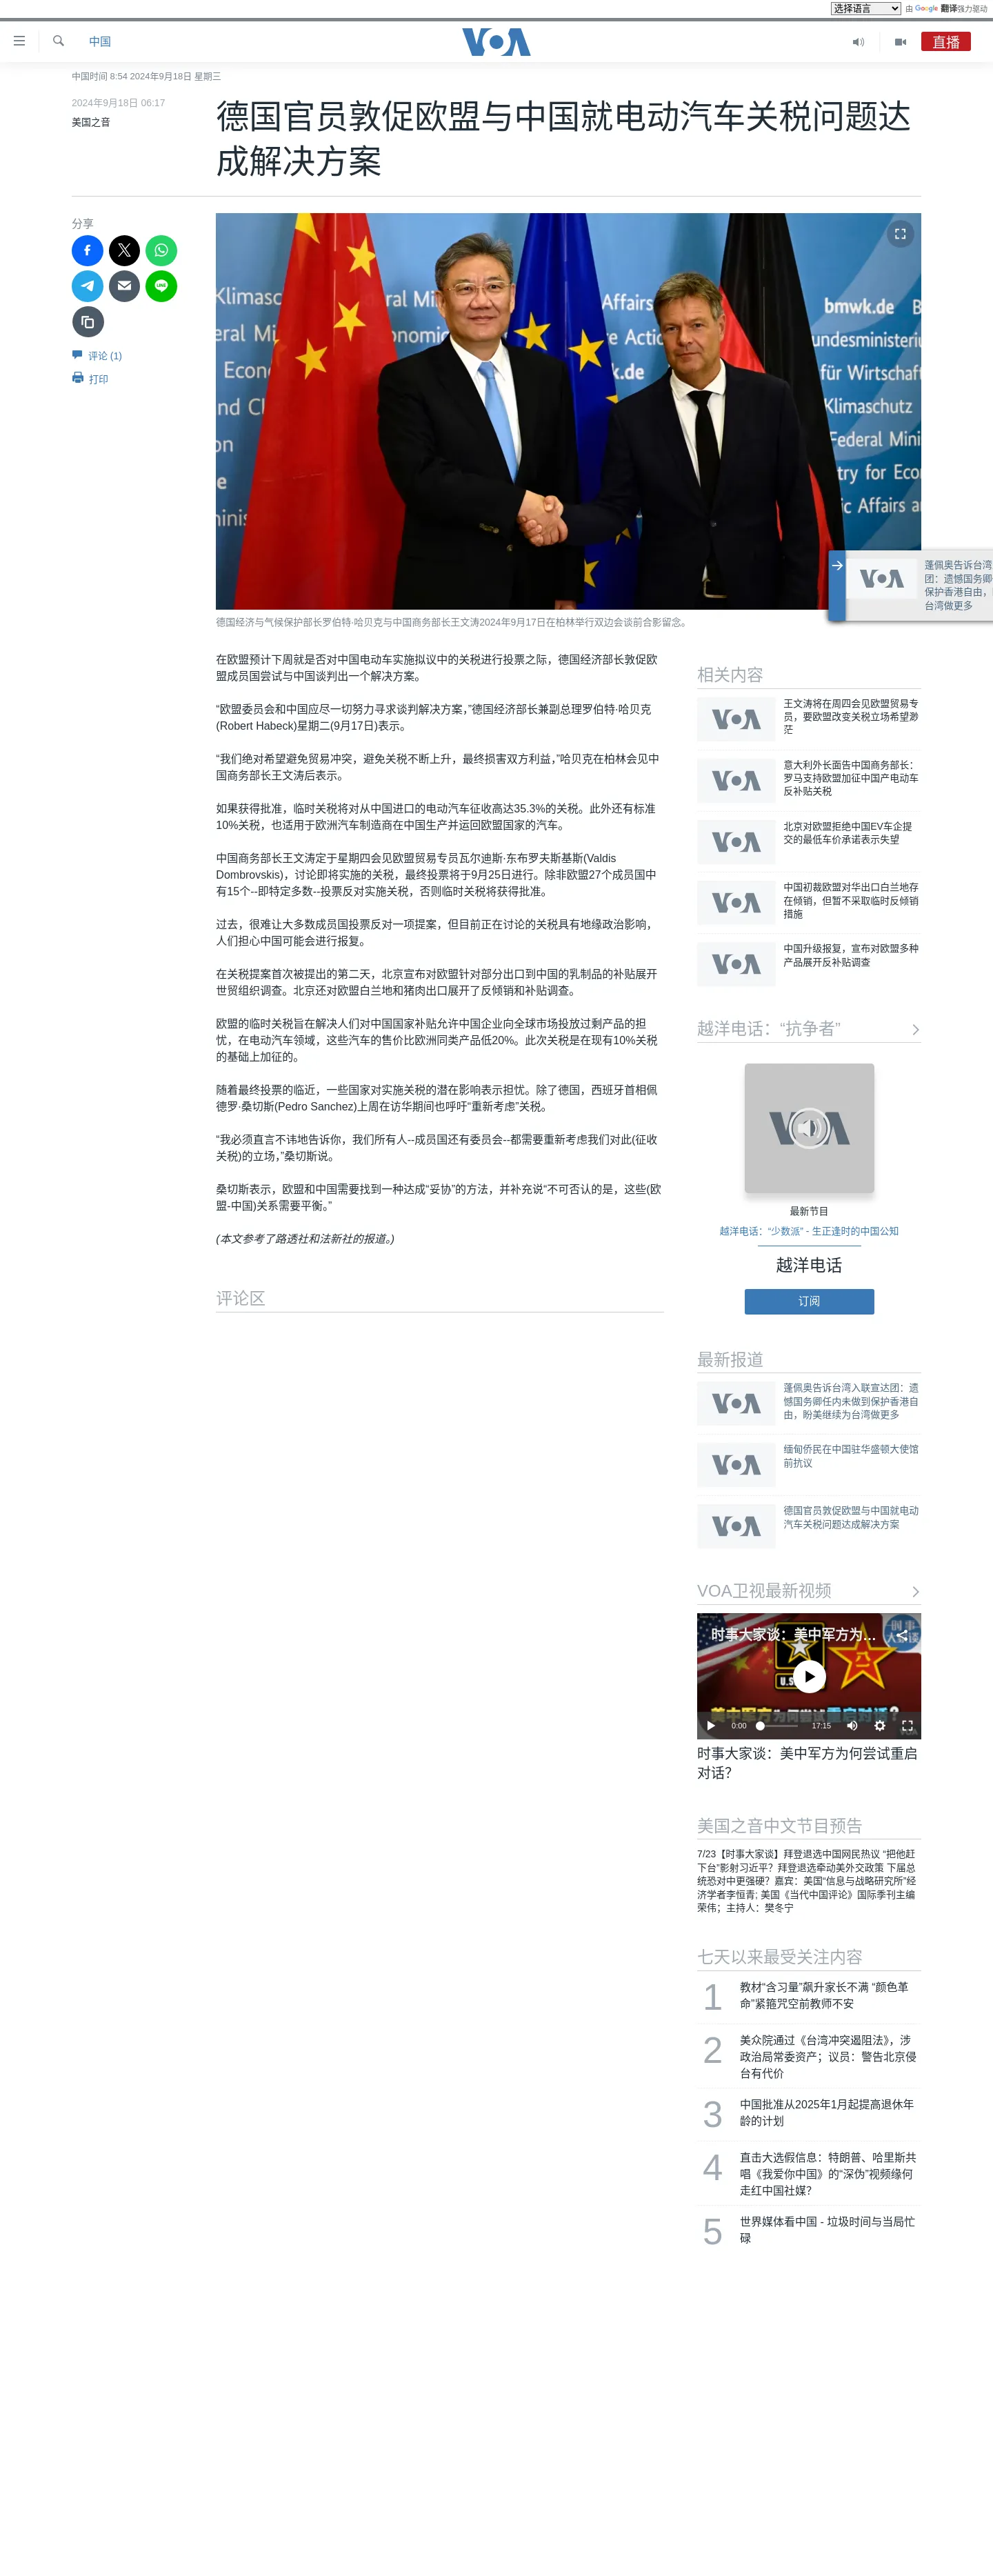 选择语言 由 Google 翻译强力驱动
中国
VOA
直播
中国时间 8:54 2024年9月18日 星期三
2024年9月18日 06:17
美国之音
德国官员敦促欧盟与中国就电动汽车关税问题达
成解决方案
分享
评论 (1)
打印
bmwk.de
德国经济与气候保护部长罗伯特·哈贝克与中国商务部长王文涛2024年9月17日在柏林举行双边会谈前合影留念。
蓬佩奥告诉台湾
团：遗憾国务卿
保护香港自由，
台湾做更多
在欧盟预计下周就是否对中国电动车实施拟议中的关税进行投票之际，德国经济部长敦促欧
盟成员国尝试与中国谈判出一个解决方案。
“欧盟委员会和中国应尽一切努力寻求谈判解决方案，”德国经济部长兼副总理罗伯特·哈贝克
(Robert Habeck)星期二(9月17日)表示。
“我们绝对希望避免贸易冲突，避免关税不断上升，最终损害双方利益，”哈贝克在柏林会见中
国商务部长王文涛后表示。
如果获得批准，临时关税将对从中国进口的电动汽车征收高达35.3%的关税。此外还有标准
10%关税，也适用于欧洲汽车制造商在中国生产并运回欧盟国家的汽车。
中国商务部长王文涛定于星期四会见欧盟贸易专员瓦尔迪斯·东布罗夫斯基斯(Valdis
Dombrovskis)，讨论即将实施的关税，最终投票将于9月25日进行。除非欧盟27个成员国中
有15个--即特定多数--投票反对实施关税，否则临时关税将获得批准。
过去，很难让大多数成员国投票反对一项提案，但目前正在讨论的关税具有地缘政治影响，
人们担心中国可能会进行报复。
在关税提案首次被提出的第二天，北京宣布对欧盟针对部分出口到中国的乳制品的补贴展开
世贸组织调查。北京还对欧盟白兰地和猪肉出口展开了反倾销和补贴调查。
欧盟的临时关税旨在解决人们对中国国家补贴允许中国企业向全球市场投放过剩产品的担
忧，在电动汽车领域，这些汽车的售价比欧洲同类产品低20%。此次关税是在现有10%关税
的基础上加征的。
随着最终投票的临近，一些国家对实施关税的潜在影响表示担忧。除了德国，西班牙首相佩
德罗·桑切斯(Pedro Sanchez)上周在访华期间也呼吁“重新考虑”关税。
“我必须直言不讳地告诉你，我们所有人--成员国还有委员会--都需要重新考虑我们对此(征收
关税)的立场，”桑切斯说。
桑切斯表示，欧盟和中国需要找到一种达成“妥协”的方法，并补充说“不可否认的是，这些(欧
盟-中国)关系需要平衡。”
(本文参考了路透社和法新社的报道。)
评论区
相关内容
王文涛将在周四会见欧盟贸易专
员，要欧盟改变关税立场希望渺
茫
意大利外长面告中国商务部长：
罗马支持欧盟加征中国产电动车
反补贴关税
北京对欧盟拒绝中国EV车企提
交的最低车价承诺表示失望
中国初裁欧盟对华出口白兰地存
在倾销，但暂不采取临时反倾销
措施
中国升级报复，宣布对欧盟多种
产品展开反补贴调查
越洋电话：“抗争者”
最新节目
越洋电话：“少数派” - 生正逢时的中国公知
越洋电话
订阅
最新报道
蓬佩奥告诉台湾入联宣达团：遗
憾国务卿任内未做到保护香港自
由，盼美继续为台湾做更多
缅甸侨民在中国驻华盛顿大使馆
前抗议
德国官员敦促欧盟与中国就电动
汽车关税问题达成解决方案
VOA卫视最新视频
时事大家谈：美中军方为...
0:00 17:15
时事大家谈：美中军方为何尝试重启
对话？
美国之音中文节目预告
7/23【时事大家谈】拜登退选中国网民热议 “把他赶
下台”影射习近平？拜登退选牵动美外交政策 下届总
统恐对中更强硬？嘉宾：美国“信息与战略研究所”经
济学者李恒青; 美国《当代中国评论》国际季刊主编
荣伟；主持人：樊冬宁
七天以来最受关注内容
1 教材“含习量”飙升家长不满 “颜色革
命”紧箍咒空前教师不安
2 美众院通过《台湾冲突遏阻法》，涉
政治局常委资产；议员：警告北京侵
台有代价
3 中国批准从2025年1月起提高退休年
龄的计划
4 直击大选假信息：特朗普、哈里斯共
唱《我爱你中国》的“深伪”视频缘何
走红中国社媒？
5 世界媒体看中国 - 垃圾时间与当局忙
碌